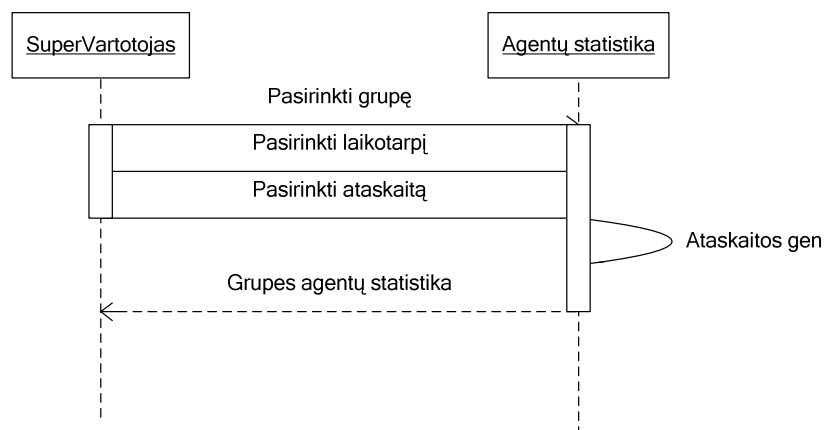 SuperVartotojas
Agentų statistika
Pasirinkti grupę
Pasirinkti laikotarpį
Pasirinkti ataskaitą
Ataskaitos gen
Grupes agentų statistika